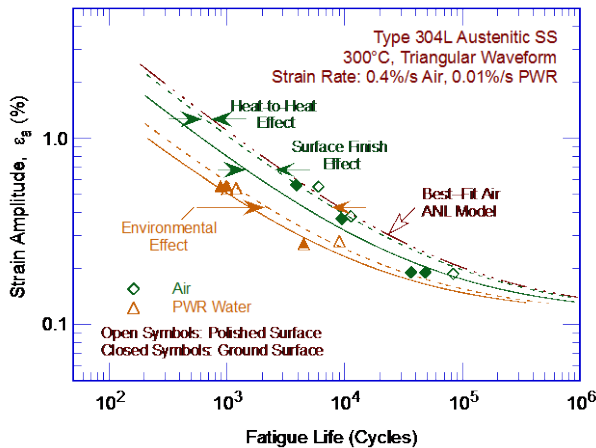 Type 304L Austenitic SS
300°C, Triangular Waveform
Strain Rate: 0.4%/s Air, 0.01%/s PWR
Heat-to-Heat
Effect
Surface Finish
Effect
Best–Fit Air
ANL Model
Environmental
Effect
Air
PWR Water
Open Symbols: Polished Surface
Closed Symbols: Ground Surface
Strain Amplitude, εa (%)
1.0
0.1
10² 10³ 10⁴ 10⁵ 10⁶
Fatigue Life (Cycles)